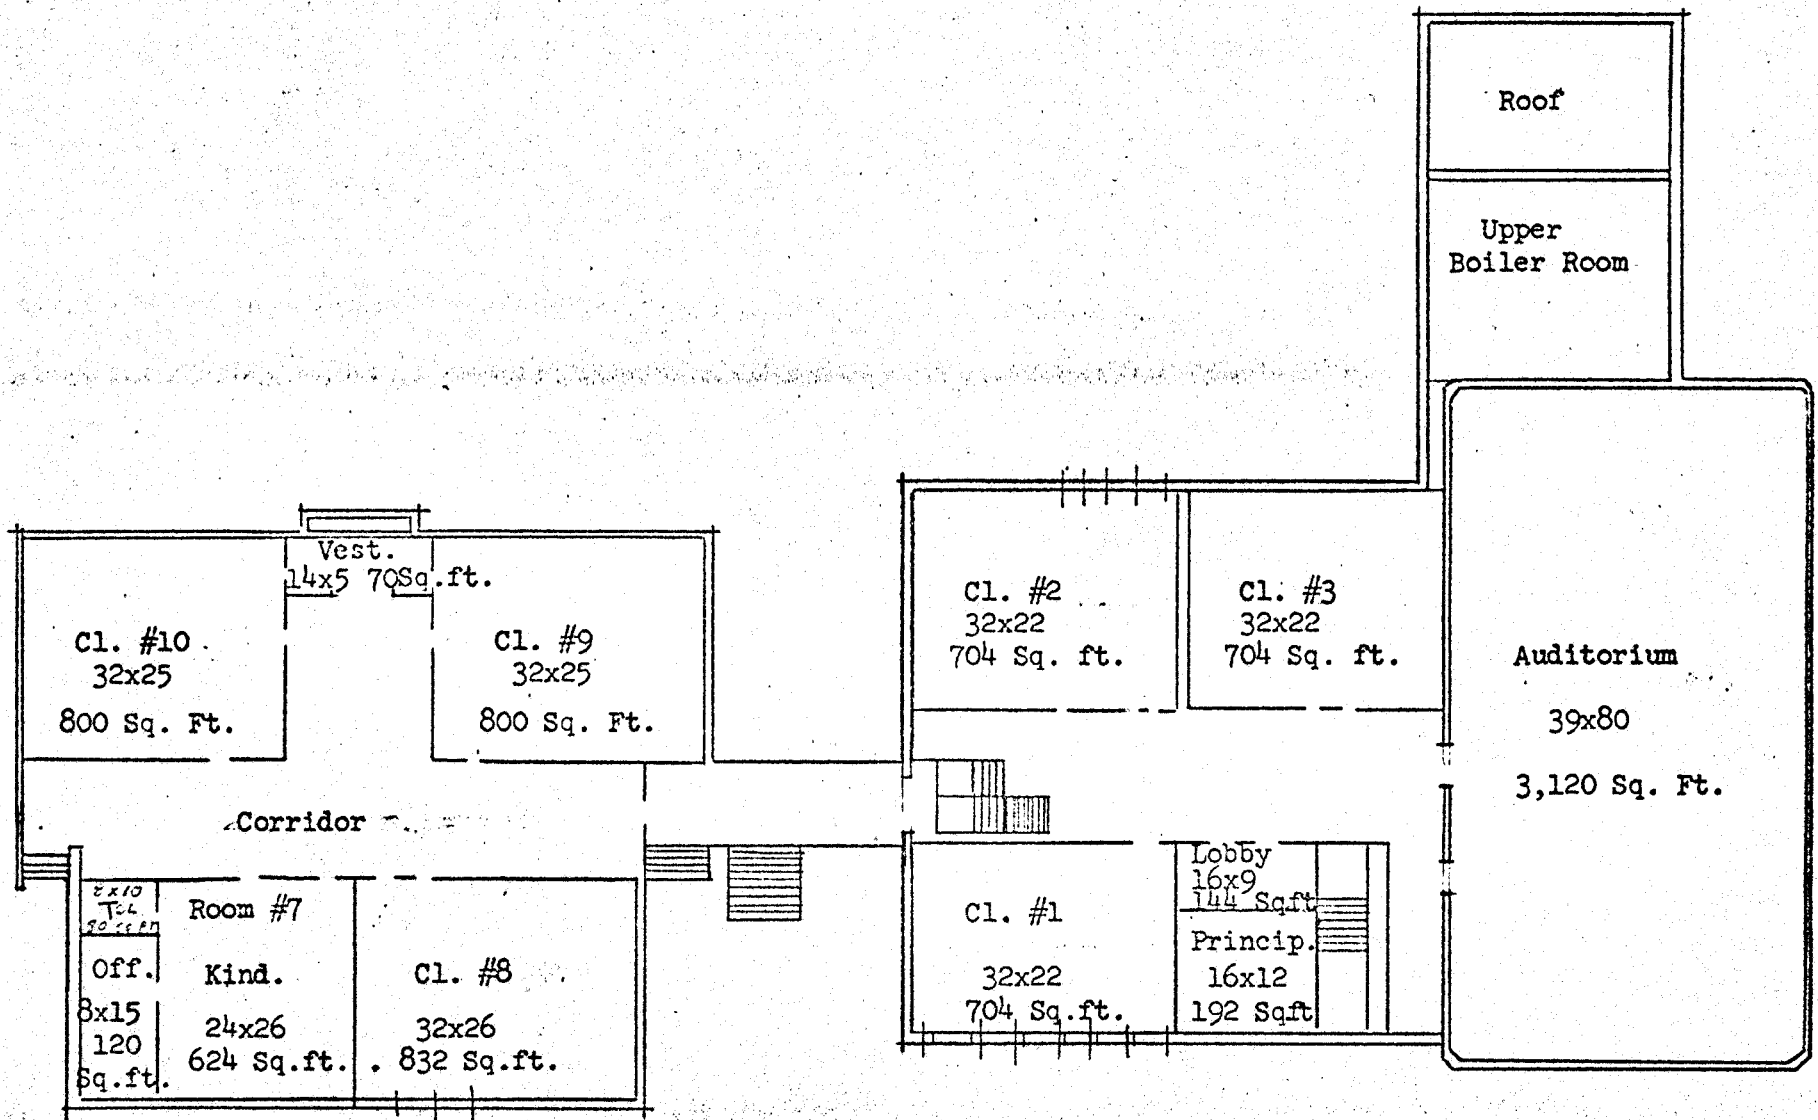 Roof
Upper
Boiler Room
Vest.
14x5 70Sq.ft.
Cl. #10
32x25
800 Sq. Ft.
Cl. #9
32x25
800 Sq. Ft.
Cl. #2
32x22
704 Sq. ft.
Cl. #3
32x22
704 Sq. ft.
Auditorium
39x80
3,120 Sq. Ft.
Corridor
Room #7
Kind.
24x26
624 Sq.ft.
Off.
8x15
120
Sq.ft.
Cl. #8
32x26
832 Sq.ft.
Cl. #1
32x22
704 Sq.ft.
Lobby
16x9
144 Sqft
Princip.
16x12
192 Sqft